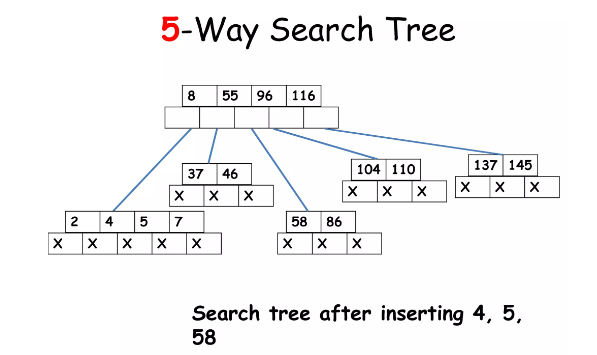 5-Way Search Tree
8 55 96 116
37 46
X X X
104 110
X X X
137 145
X X X
2 4 5 7
X X X X X
58 86
X X X
Search tree after inserting 4, 5,
58